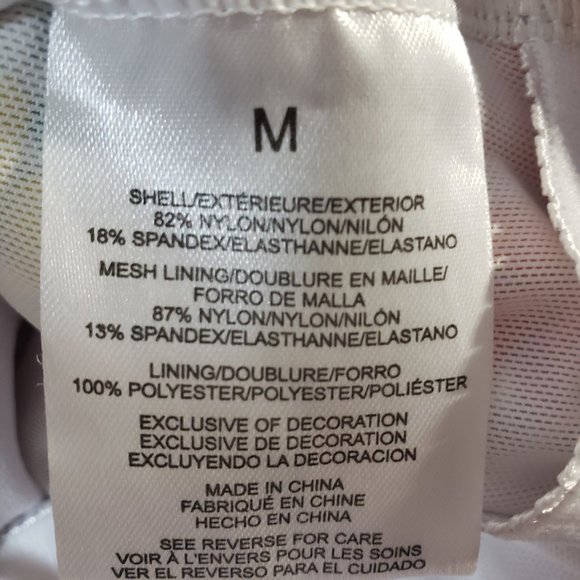 M
SHELL/EXTÉRIEURE/EXTERIOR
82% NYLON/NYLON/NILÓN
18% SPANDEX/ELASTHANNE/ELASTANO
MESH LINING/DOUBLURE EN MAILLE/
FORRO DE MALLA
87% NYLON/NYLON/NILÓN
13% SPANDEX/ELASTHANNE/ELASTANO
LINING/DOUBLURE/FORRO
100% POLYESTER/POLYESTER/POLIÉSTER
EXCLUSIVE OF DECORATION
EXCLUSIVE DE DECORATION
EXCLUYENDO LA DECORACION
MADE IN CHINA
FABRIQUÉ EN CHINE
HECHO EN CHINA
SEE REVERSE FOR CARE
VOIR À L'ENVERS POUR LES SOINS
VER EL REVERSO PARA EL CUIDADO